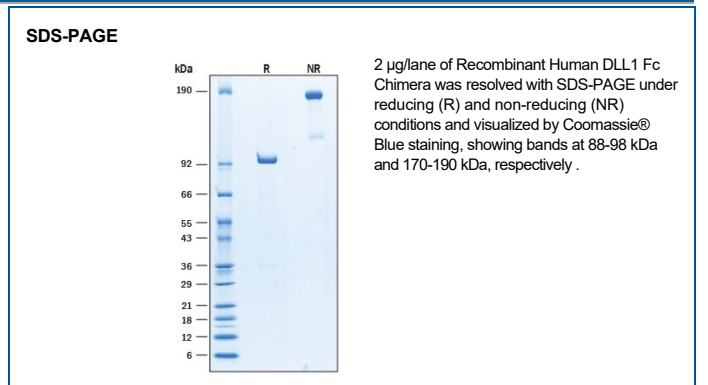 SDS-PAGE
kDa R NR
190
92
66
55
43
36
29
21
18
12
6
2 µg/lane of Recombinant Human DLL1 Fc
Chimera was resolved with SDS-PAGE under
reducing (R) and non-reducing (NR)
conditions and visualized by Coomassie®
Blue staining, showing bands at 88-98 kDa
and 170-190 kDa, respectively .